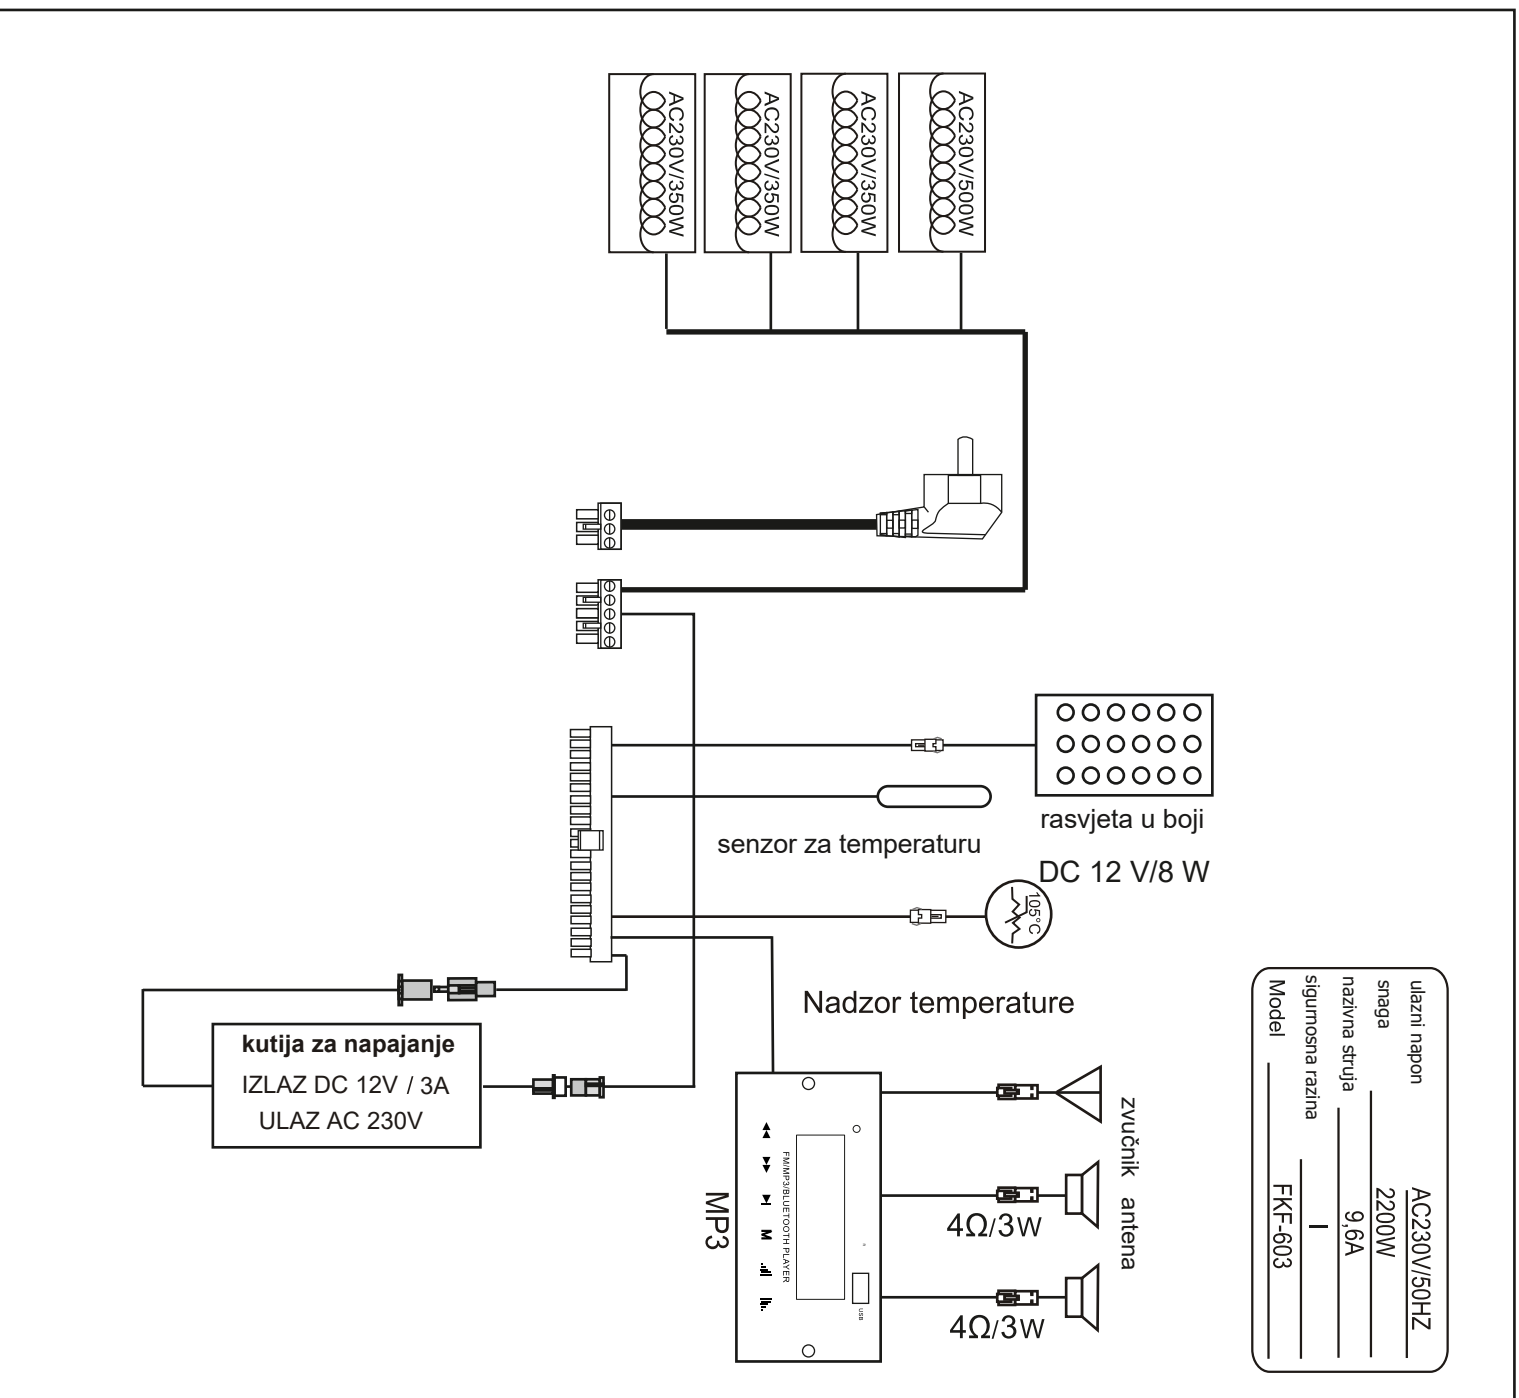 AC230V/350W
AC230V/350W
AC230V/350W
AC230V/500W
rasvjeta u boji
senzor za temperaturu
DC 12 V/8 W
105°C
Nadzor temperature
kutija za napajanje
IZLAZ DC 12V / 3A
ULAZ AC 230V
MP3
FM/MP3/BLUETOOTH PLAYER
M
USB
zvučnik antena
4Ω/3W
4Ω/3W
ulazni napon AC230V/50HZ
snaga 2200W
nazivna struja 9,6A
sigurnosna razina I
Model FKF-603